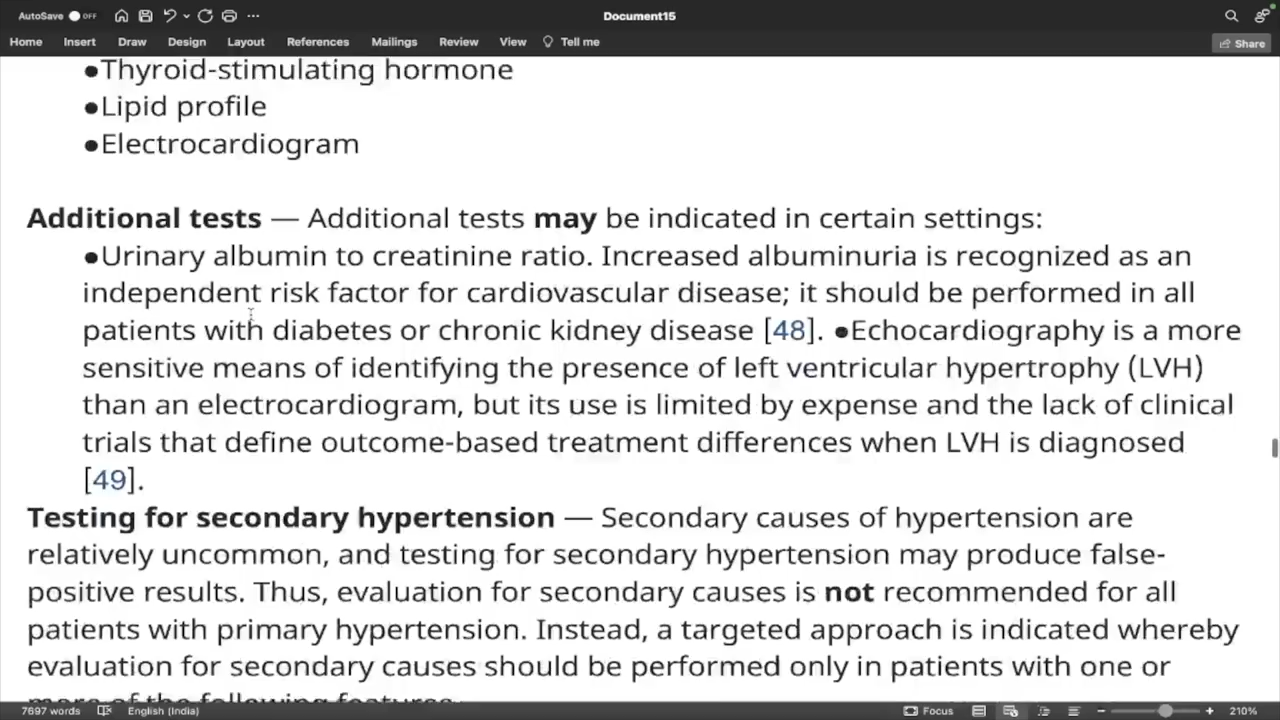 AutoSave OFF
Document15
Home Insert Draw Design Layout References Mailings Review View Tell me Share
●Thyroid-stimulating hormone
●Lipid profile
●Electrocardiogram
Additional tests — Additional tests may be indicated in certain settings:
●Urinary albumin to creatinine ratio. Increased albuminuria is recognized as an
independent risk factor for cardiovascular disease; it should be performed in all
patients with diabetes or chronic kidney disease [48]. ●Echocardiography is a more
sensitive means of identifying the presence of left ventricular hypertrophy (LVH)
than an electrocardiogram, but its use is limited by expense and the lack of clinical
trials that define outcome-based treatment differences when LVH is diagnosed
[49].
Testing for secondary hypertension — Secondary causes of hypertension are
relatively uncommon, and testing for secondary hypertension may produce false-
positive results. Thus, evaluation for secondary causes is not recommended for all
patients with primary hypertension. Instead, a targeted approach is indicated whereby
evaluation for secondary causes should be performed only in patients with one or
more of the following features
7697 words English (India) Focus 210%